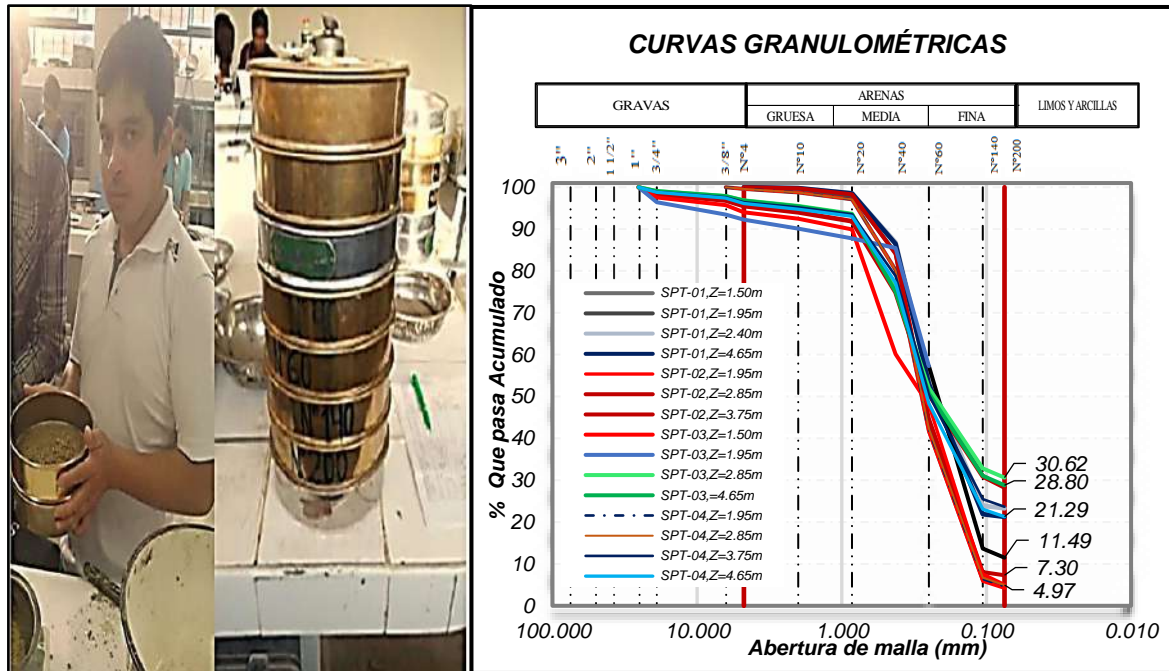 CURVAS GRANULOMÉTRICAS
GRAVAS
ARENAS
LIMOS Y ARCILLAS
GRUESA
MEDIA
FINA
3"
2"
1 1/2"
1"
3/4"
3/8"
N°4
N°10
N°20
N°40
N°60
N°140
N°200
% Que pasa Acumulado
100
90
80
70
60
50
40
30
20
10
0
SPT-01,Z=1.50m
SPT-01,Z=1.95m
SPT-01,Z=2.40m
SPT-01,Z=4.65m
SPT-02,Z=1.95m
SPT-02,Z=2.85m
SPT-02,Z=3.75m
SPT-03,Z=1.50m
SPT-03,Z=1.95m
SPT-03,Z=2.85m
SPT-03,=4.65m
SPT-04,Z=1.95m
SPT-04,Z=2.85m
SPT-04,Z=3.75m
SPT-04,Z=4.65m
30.62
28.80
21.29
11.49
7.30
4.97
100.000
10.000
1.000
0.100
0.010
Abertura de malla (mm)